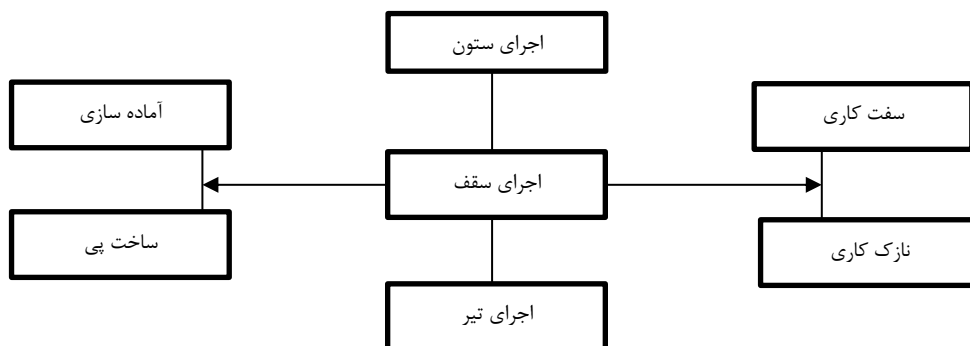 اجرای ستون
سفت کاری
آماده سازی
اجرای سقف
نازک کاری
ساخت پی
اجرای تیر